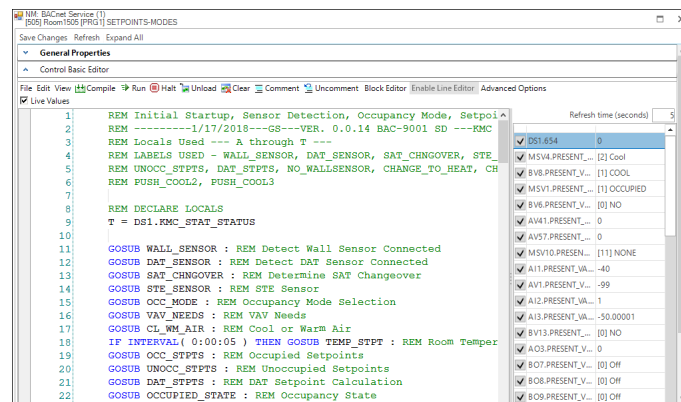 NM: BACnet Service (1)
[505] Room1505 [PRG1] SETPOINTS-MODES
Save Changes Refresh Expand All
General Properties
Control Basic Editor
File Edit View Compile Run Halt Unload Clear Comment Uncomment Block Editor Enable Line Editor Advanced Options
Live Values
Refresh time (seconds) 5
1 REM Initial Startup, Sensor Detection, Occupancy Mode, Setpoi
2 REM ---------1/17/2018---GS---VER. 0.0.14 BAC-9001 SD ---KMC
3 REM Locals Used --- A through T ---
4 REM LABELS USED - WALL_SENSOR, DAT_SENSOR, SAT_CHNGOVER, STE_
5 REM UNOCC_STPTS, DAT_STPTS, NO_WALLSENSOR, CHANGE_TO_HEAT, CH
6 REM PUSH_COOL2, PUSH_COOL3
7
8 REM DECLARE LOCALS
9 T = DS1.KMC_STAT_STATUS
10
11 GOSUB WALL_SENSOR : REM Detect Wall Sensor Connected
12 GOSUB DAT_SENSOR : REM Detect DAT Sensor Connected
13 GOSUB SAT_CHNGOVER : REM Determine SAT Changeover
14 GOSUB STE_SENSOR : REM STE Sensor
15 GOSUB OCC_MODE : REM Occupancy Mode Selection
16 GOSUB VAV_NEEDS : REM VAV Needs
17 GOSUB CL_WM_AIR : REM Cool or Warm Air
18 IF INTERVAL( 0:00:05 ) THEN GOSUB TEMP_STPT : REM Room Temper
19 GOSUB OCC_STPTS : REM Occupied Setpoints
20 GOSUB UNOCC_STPTS : REM Unoccupied Setpoints
21 GOSUB DAT_STPTS : REM DAT Setpoint Calculation
22 GOSUB OCCUPIED_STATE : REM Occupancy State
DS1.654 0
MSV4.PRESENT_... [2] Cool
BV8.PRESENT_V... [1] COOL
MSV1.PRESENT_... [1] OCCUPIED
BV6.PRESENT_V... [0] NO
AV41.PRESENT_... 0
AV57.PRESENT_... 0
MSV10.PRESEN... [11] NONE
AI1.PRESENT_VA... -40
AV1.PRESENT_V... -99
AI2.PRESENT_VA... 1
AI3.PRESENT_VA... -50.00001
BV13.PRESENT_... [0] NO
AO3.PRESENT_V... 0
BO7.PRESENT_V... [0] Off
BO8.PRESENT_V... [0] Off
BO9.PRESENT_V... [0] Off